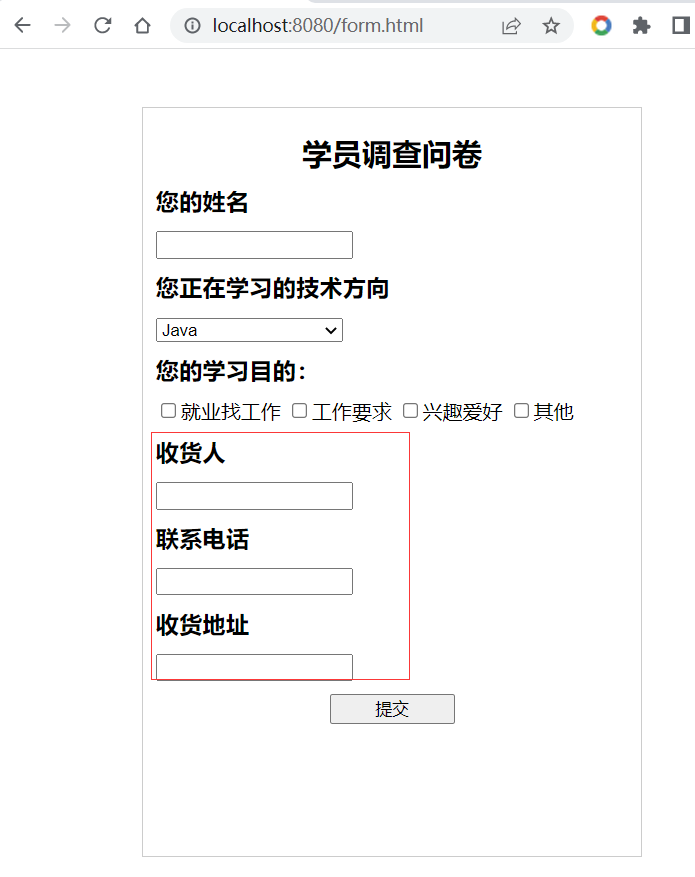 localhost:8080/form.html
学员调查问卷
您的姓名
您正在学习的技术方向
Java
您的学习目的：
就业找工作 工作要求 兴趣爱好 其他
收货人
联系电话
收货地址
提交